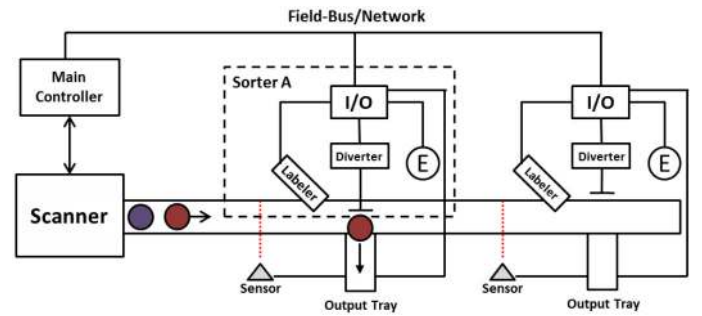 Field-Bus/Network
Main
Controller
Sorter A
I/O
I/O
Diverter
E
Diverter
E
Labeler
Labeler
Scanner
Sensor
Output Tray
Sensor
Output Tray